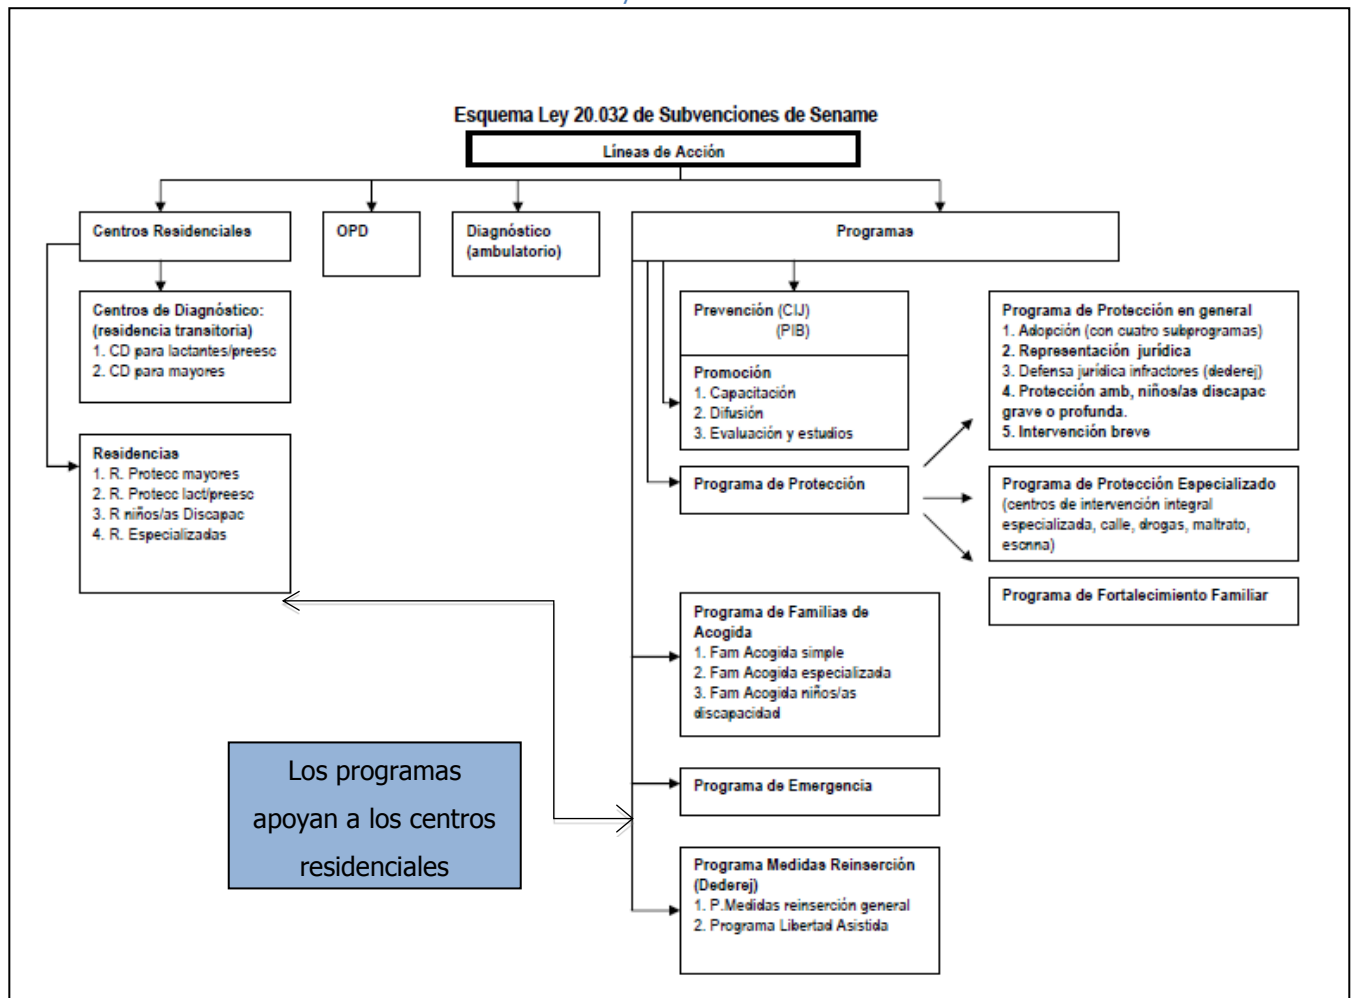 Esquema Ley 20.032 de Subvenciones de Sename
Líneas de Acción
Centros Residenciales
OPD
Diagnóstico
(ambulatorio)
Programas
Centros de Diagnóstico:
(residencia transitoria)
1. CD para lactantes/preesc
2. CD para mayores
Residencias
1. R. Protecc mayores
2. R. Protecc lact/preesc
3. R niños/as Discapac
4. R. Especializadas
Prevención (CIJ)
(PIB)
Promoción
1. Capacitación
2. Difusión
3. Evaluación y estudios
Programa de Protección
Programa de Protección en general
1. Adopción (con cuatro subprogramas)
2. Representación jurídica
3. Defensa jurídica infractores (dederej)
4. Protección amb, niños/as discapac
grave o profunda.
5. Intervención breve
Programa de Protección Especializado
(centros de intervención integral
especializada, calle, drogas, maltrato,
escnna)
Programa de Fortalecimiento Familiar
Programa de Familias de
Acogida
1. Fam Acogida simple
2. Fam Acogida especializada
3. Fam Acogida niños/as
discapacidad
Programa de Emergencia
Programa Medidas Reinserción
(Dederej)
1. P.Medidas reinserción general
2. Programa Libertad Asistida
Los programas
apoyan a los centros
residenciales